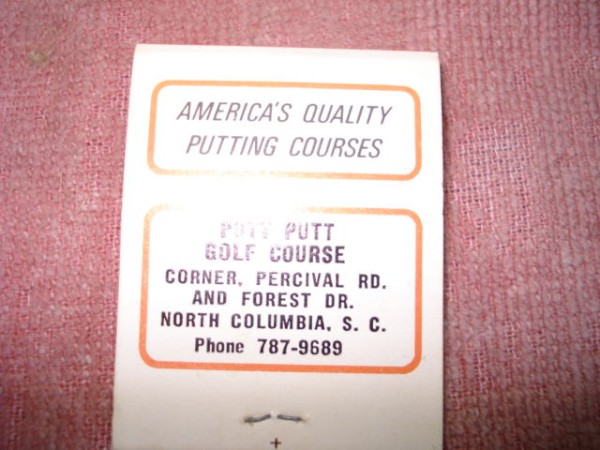 AMERICA'S QUALITY
PUTTING COURSES
PUTT PUTT
GOLF COURSE
CORNER, PERCIVAL RD.
AND FOREST DR.
NORTH COLUMBIA, S. C.
Phone 787-9689